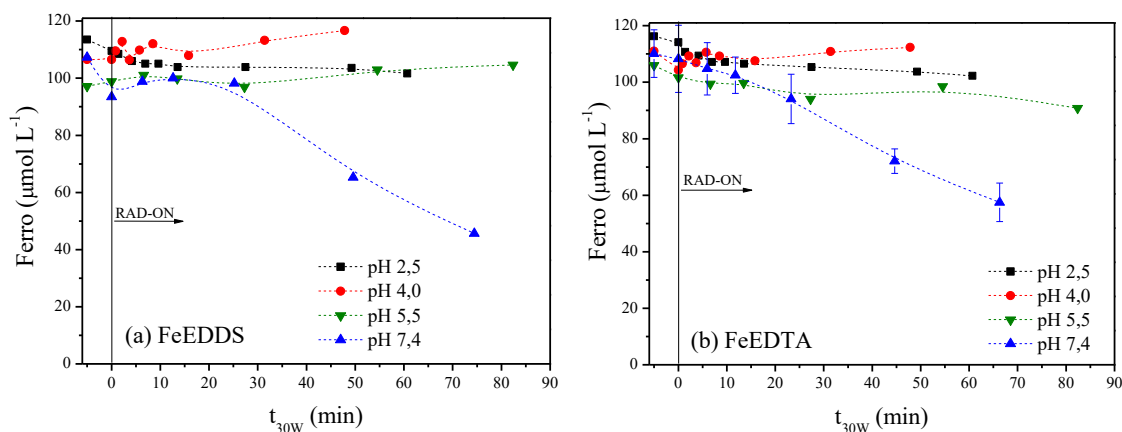 Ferro (µmol L⁻¹)
120
100
80
60
40
20
0
RAD-ON
pH 2,5
pH 4,0
pH 5,5
pH 7,4
(a) FeEDDS
0 10 20 30 40 50 60 70 80 90
t30W (min)
Ferro (µmol L⁻¹)
120
100
80
60
40
20
0
RAD-ON
pH 2,5
pH 4,0
pH 5,5
pH 7,4
(b) FeEDTA
0 10 20 30 40 50 60 70 80 90
t30W (min)